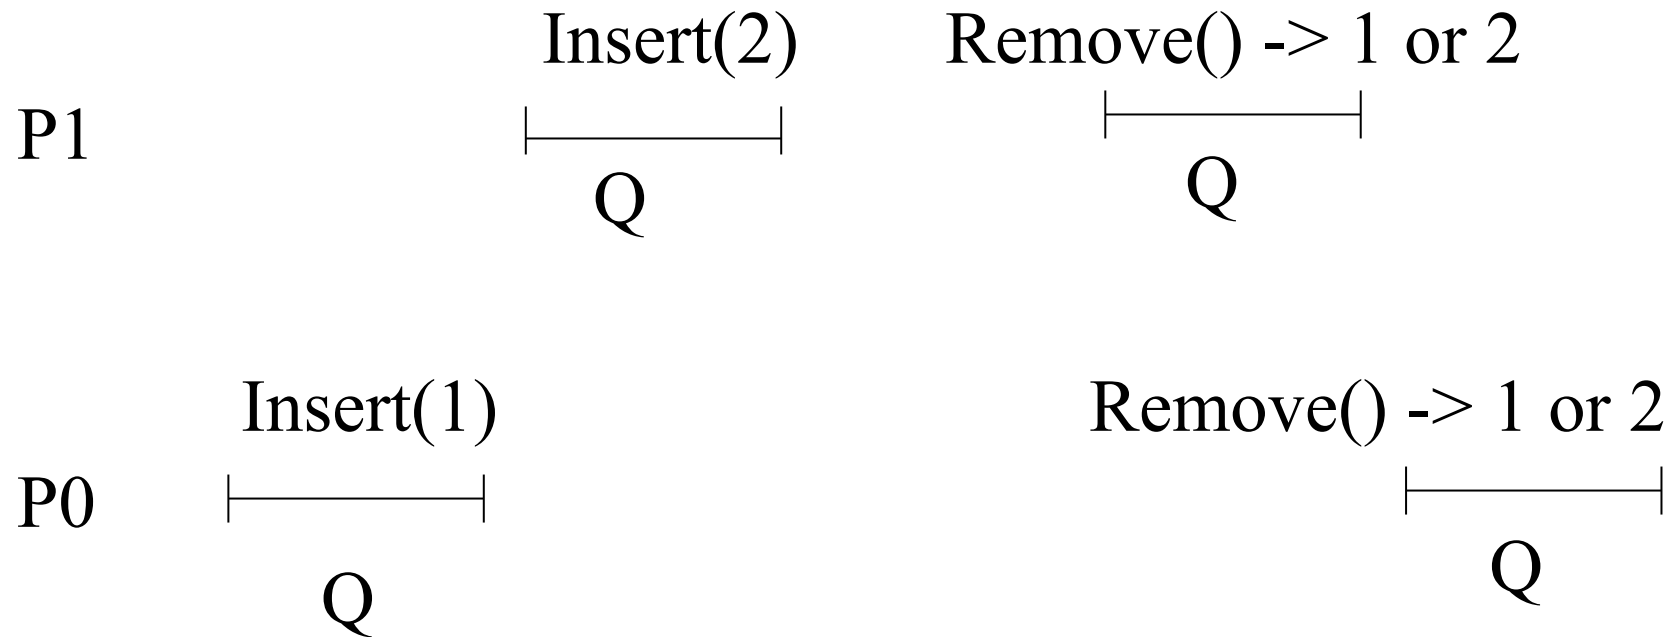 Insert(2) Remove() -> 1 or 2
P1
Q Q
Insert(1) Remove() -> 1 or 2
P0
Q Q